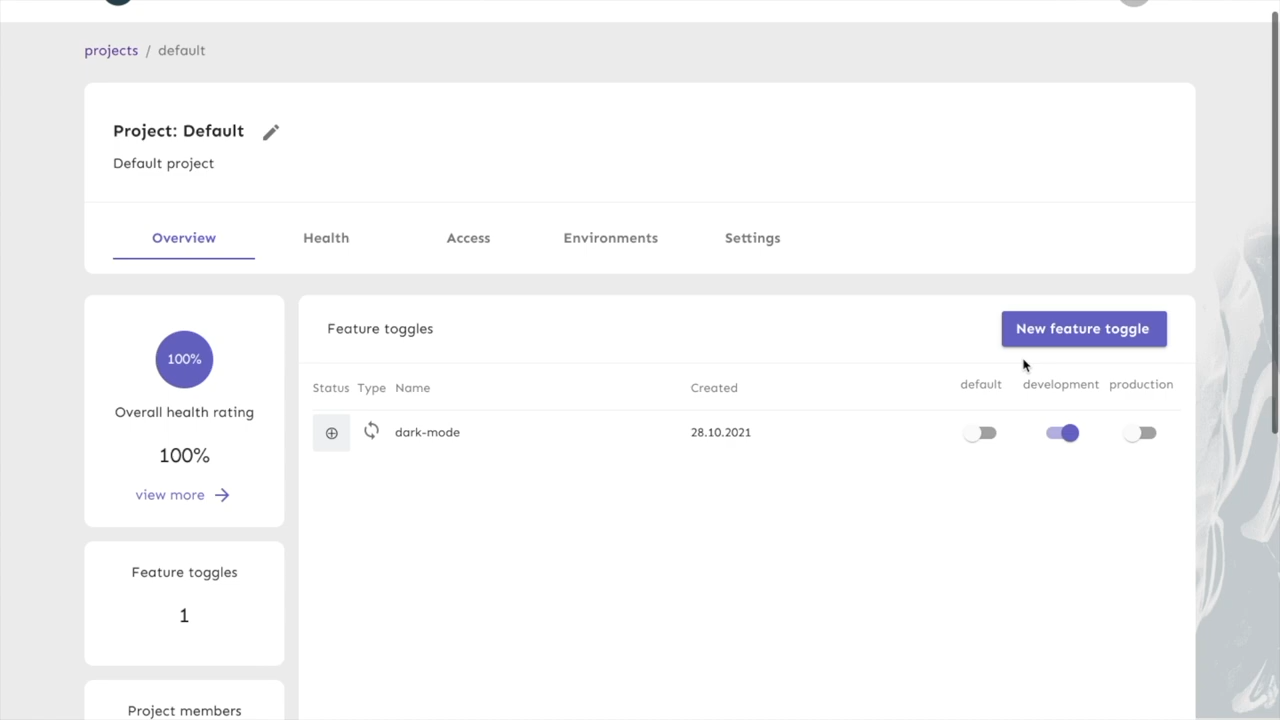 projects / default
Project: Default
Default project
Overview Health Access Environments Settings
100%
Overall health rating
100%
view more
Feature toggles
1
Project members
Feature toggles
New feature toggle
Status Type Name Created default development production
dark-mode 28.10.2021